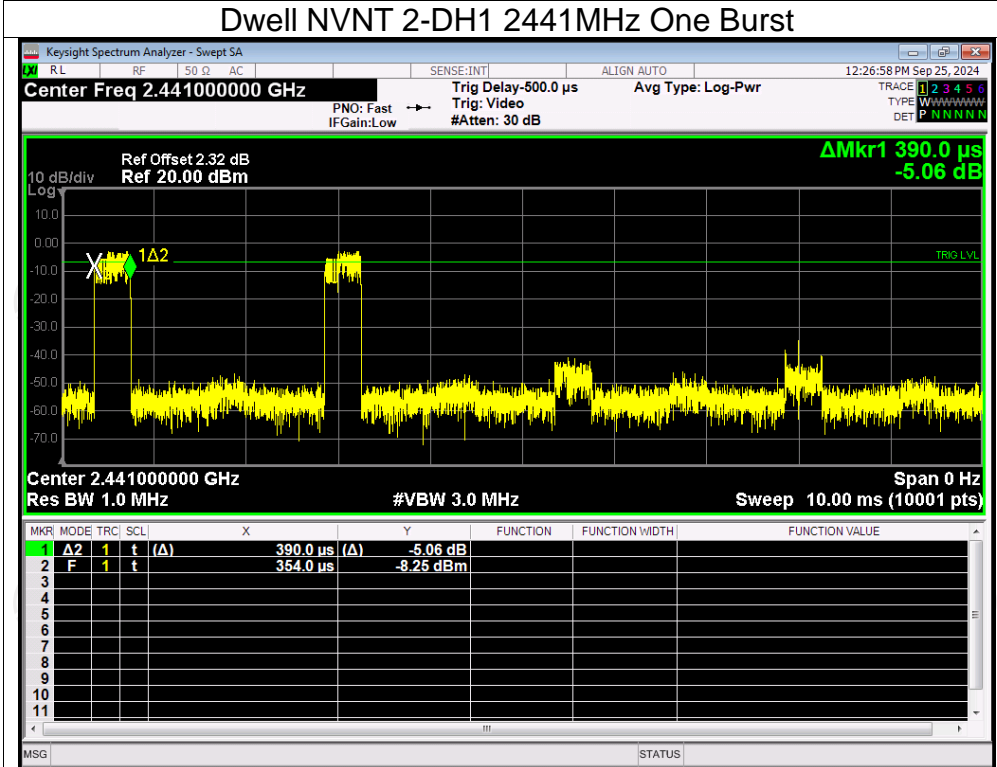 Dwell NVNT 2-DH1 2441MHz One Burst
Keysight Spectrum Analyzer - Swept SA
LXI RL RF 50 Ω AC SENSE:INT ALIGN AUTO 12:26:58 PM Sep 25, 2024
Center Freq 2.441000000 GHz Trig Delay-500.0 µs Avg Type: Log-Pwr TRACE 1 2 3 4 5 6
PNO: Fast Trig: Video TYPE WWWWWW
IFGain:Low #Atten: 30 dB DET P N N N N N
ΔMkr1 390.0 µs
-5.06 dB
Ref Offset 2.32 dB
10 dB/div Ref 20.00 dBm
Log
10.0
0.00
1Δ2
TRIG LVL
-10.0
-20.0
-30.0
-40.0
-50.0
-60.0
-70.0
Center 2.441000000 GHz Span 0 Hz
Res BW 1.0 MHz #VBW 3.0 MHz Sweep 10.00 ms (10001 pts)
MKR MODE TRC SCL X Y FUNCTION FUNCTION WIDTH FUNCTION VALUE
1 Δ2 1 t (Δ) 390.0 µs (Δ) -5.06 dB
2 F 1 t 354.0 µs -8.25 dBm
3
4
5
6
7
8
9
10
11
MSG STATUS